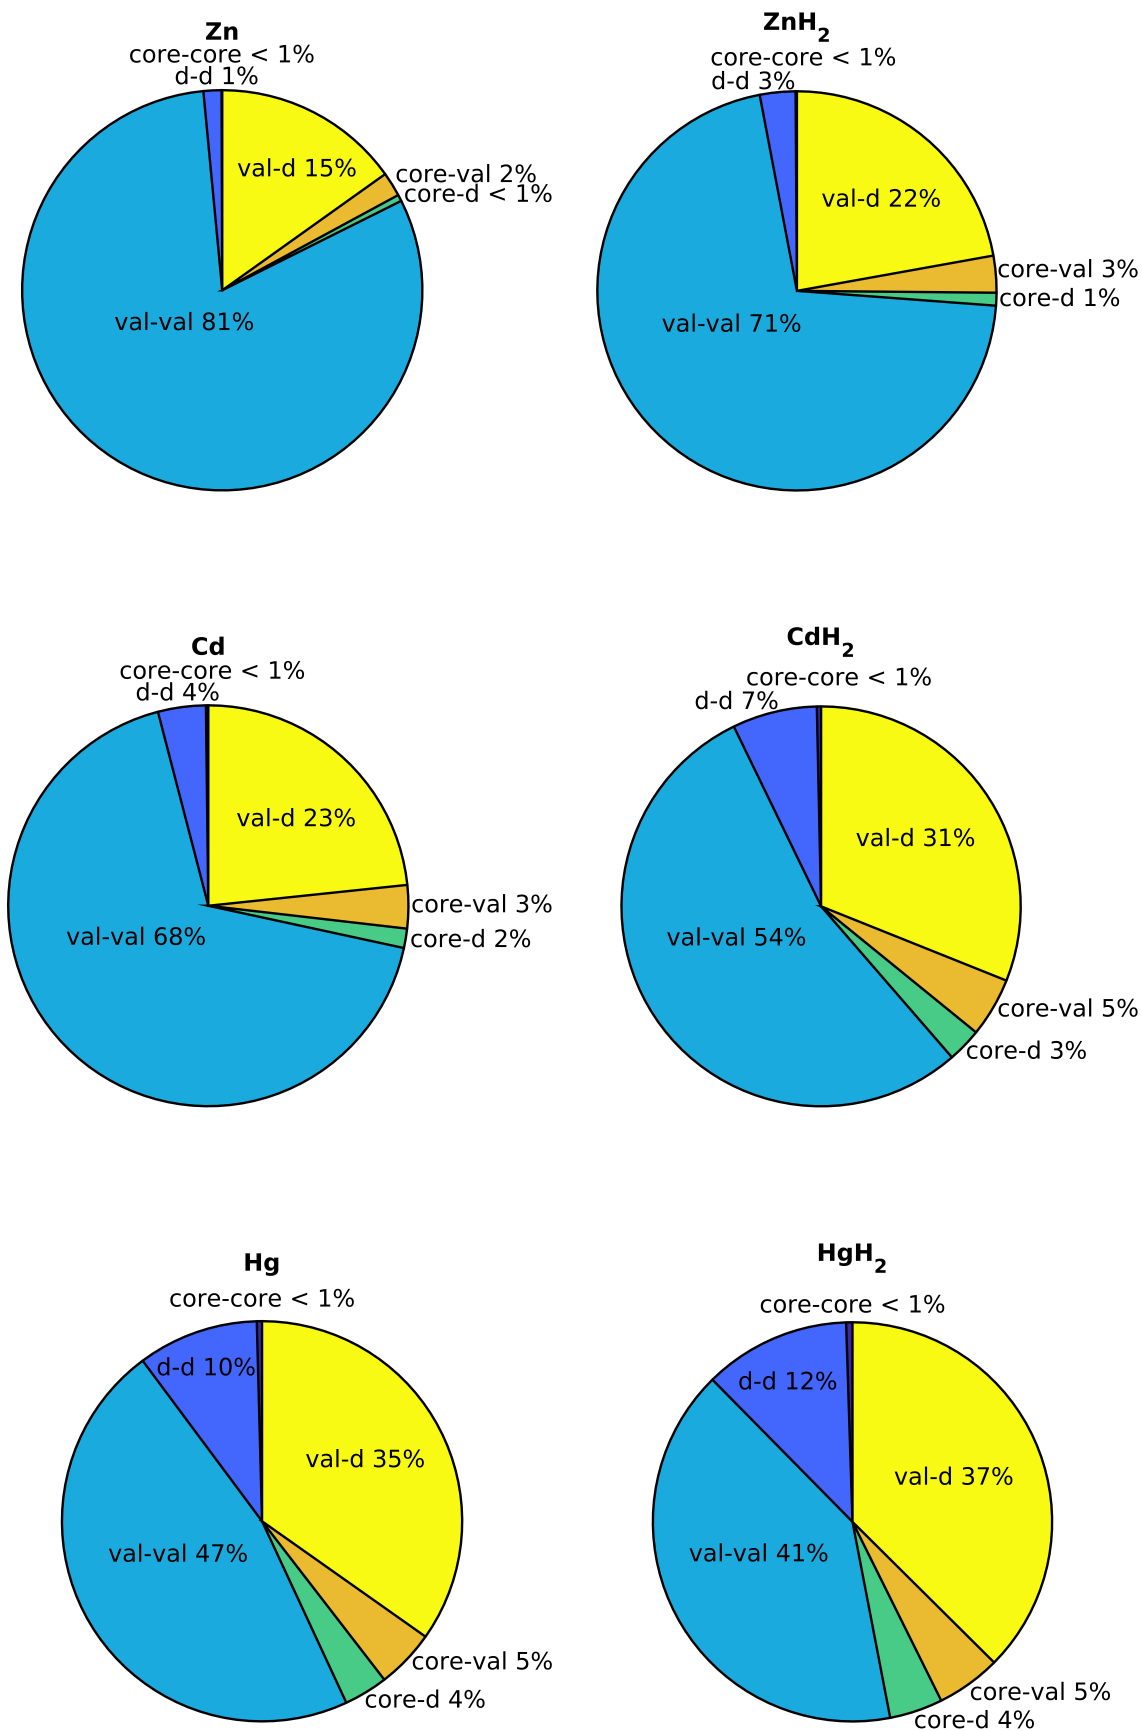 Zn
core-core < 1%
d-d 1%
val-d 15%
core-val 2%
core-d < 1%
val-val 81%
ZnH2
core-core < 1%
d-d 3%
val-d 22%
core-val 3%
core-d 1%
val-val 71%
Cd
core-core < 1%
d-d 4%
val-d 23%
core-val 3%
core-d 2%
val-val 68%
CdH2
core-core < 1%
d-d 7%
val-d 31%
val-val 54%
core-val 5%
core-d 3%
Hg
core-core < 1%
d-d 10%
val-d 35%
val-val 47%
core-val 5%
core-d 4%
HgH2
core-core < 1%
d-d 12%
val-d 37%
val-val 41%
core-val 5%
core-d 4%